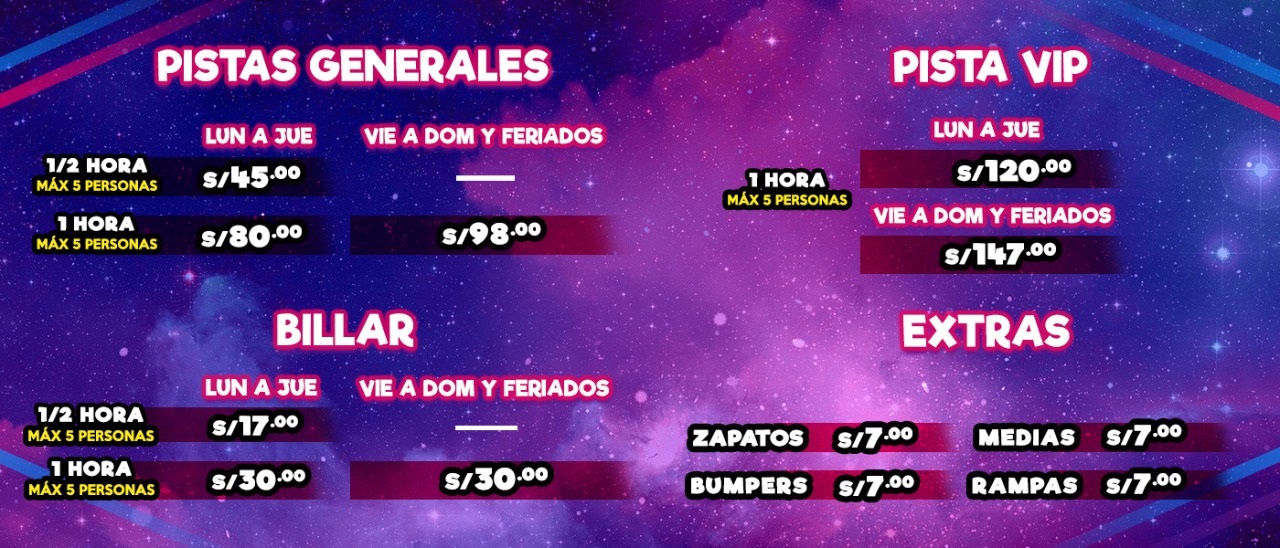 PISTAS GENERALES
LUN A JUE
VIE A DOM Y FERIADOS
1/2 HORA
MÁX 5 PERSONAS
S/45.00
1 HORA
MÁX 5 PERSONAS
S/80.00
S/98.00
PISTA VIP
LUN A JUE
1 HORA
MÁX 5 PERSONAS
S/120.00
VIE A DOM Y FERIADOS
S/147.00
BILLAR
LUN A JUE
VIE A DOM Y FERIADOS
1/2 HORA
MÁX 5 PERSONAS
S/17.00
1 HORA
MÁX 5 PERSONAS
S/30.00
S/30.00
EXTRAS
ZAPATOS S/7.00
MEDIAS S/7.00
BUMPERS S/7.00
RAMPAS S/7.00